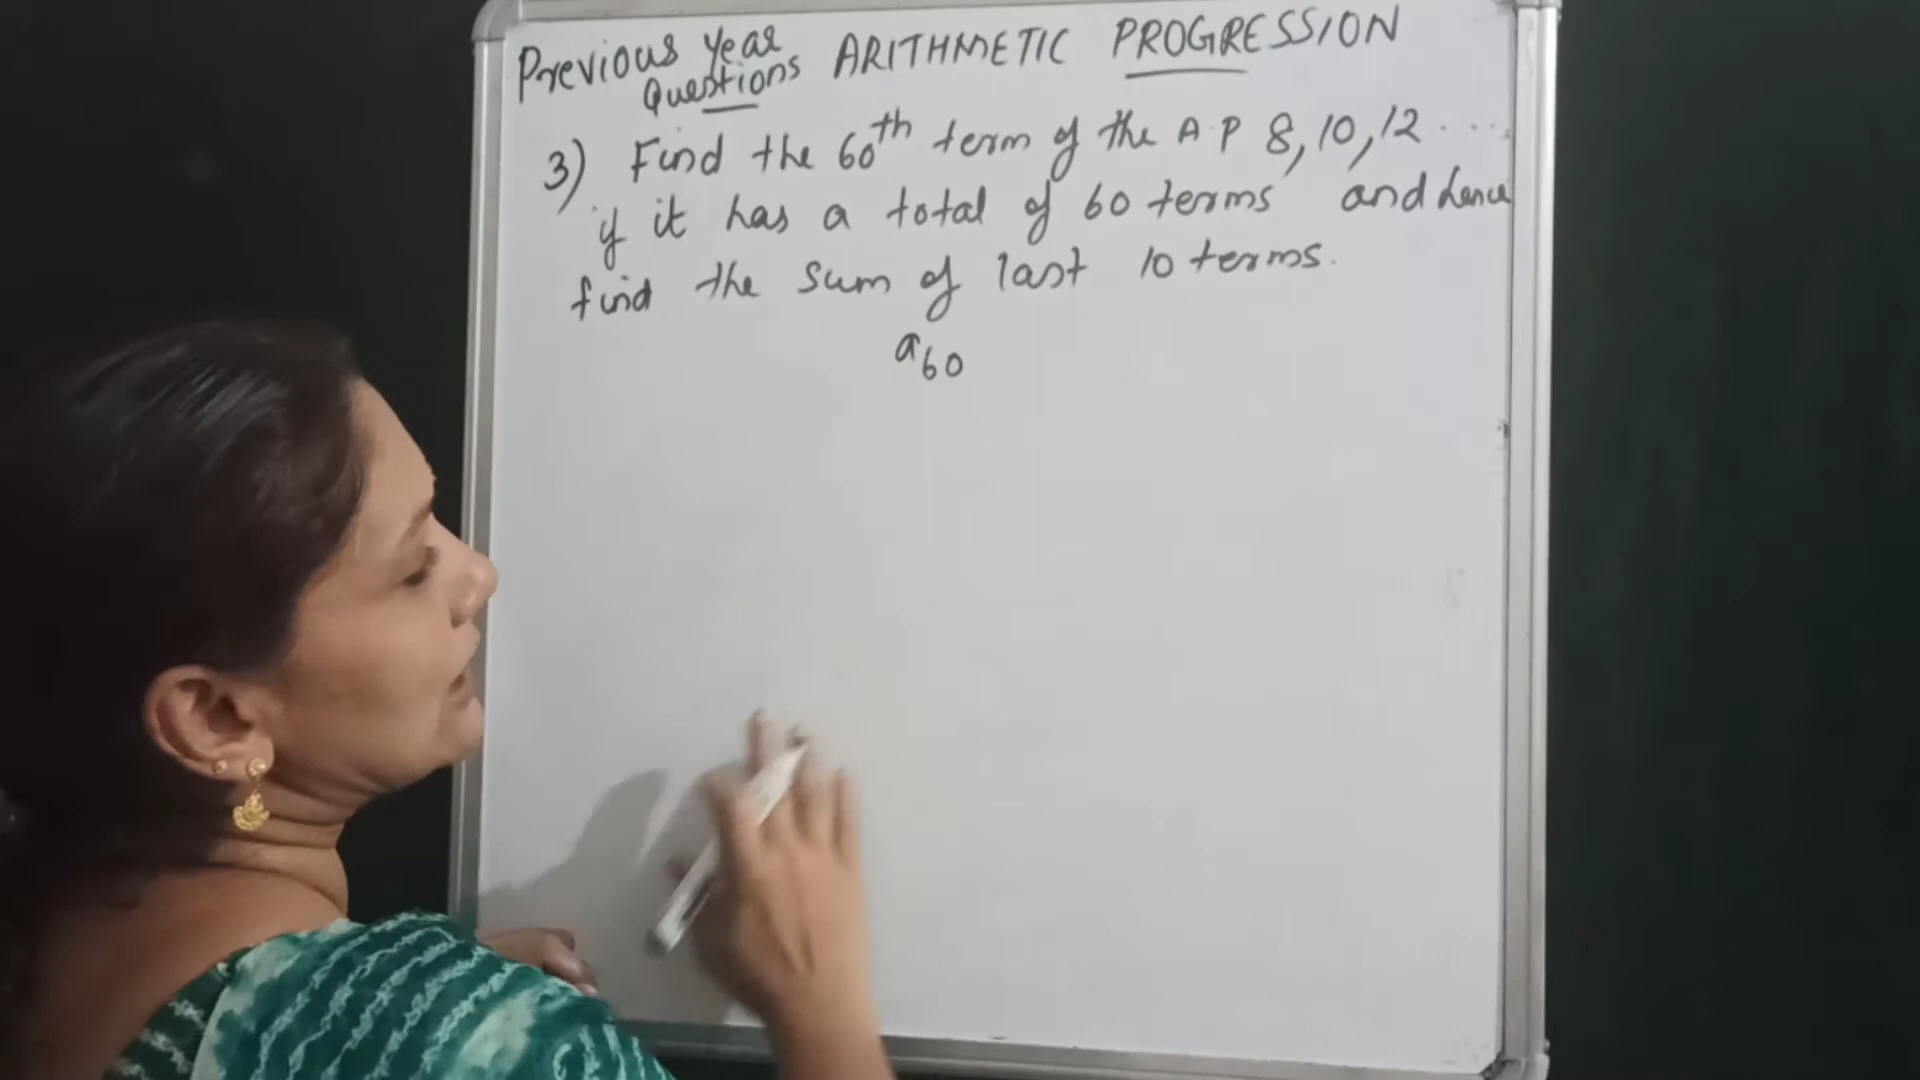 Previous Year Questions ARITHMETIC PROGRESSION
3) Find the 60th term of the A.P 8, 10, 12 ....
if it has a total of 60 terms and hence
find the sum of last 10 terms.
a60